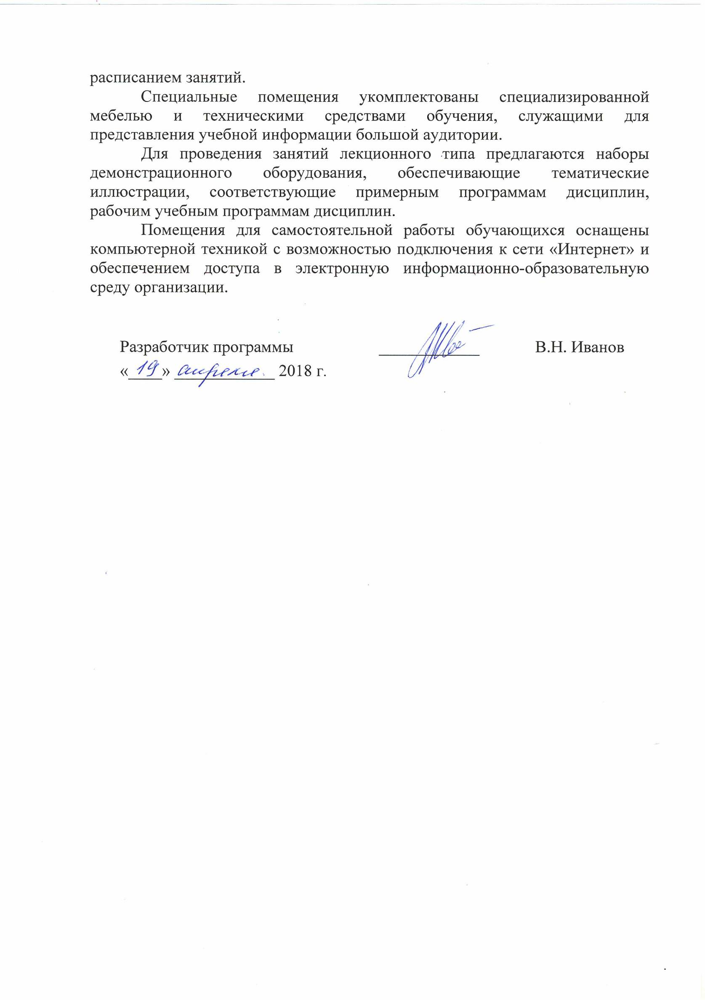 расписанием занятий.
Специальные помещения укомплектованы специализированной
мебелью и техническими средствами обучения, служащими для
представления учебной информации большой аудитории.
Для проведения занятий лекционного типа предлагаются наборы
демонстрационного оборудования, обеспечивающие тематические
иллюстрации, соответствующие примерным программам дисциплин,
рабочим учебным программам дисциплин.
Помещения для самостоятельной работы обучающихся оснащены
компьютерной техникой с возможностью подключения к сети «Интернет» и
обеспечением доступа в электронную информационно-образовательную
среду организации.
Разработчик программы В.Н. Иванов
«19» апреля 2018 г.